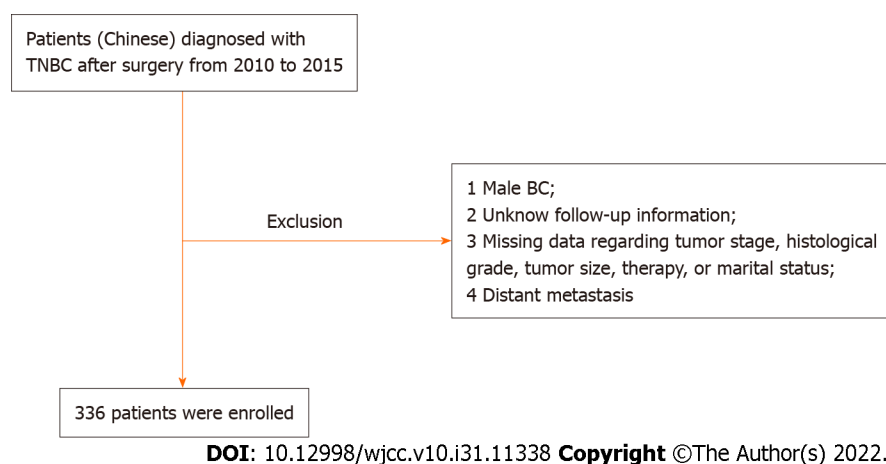 Patients (Chinese) diagnosed with
TNBC after surgery from 2010 to 2015
Exclusion
1 Male BC;
2 Unknow follow-up information;
3 Missing data regarding tumor stage, histological
grade, tumor size, therapy, or marital status;
4 Distant metastasis
336 patients were enrolled
DOI: 10.12998/wjcc.v10.i31.11338 Copyright ©The Author(s) 2022.